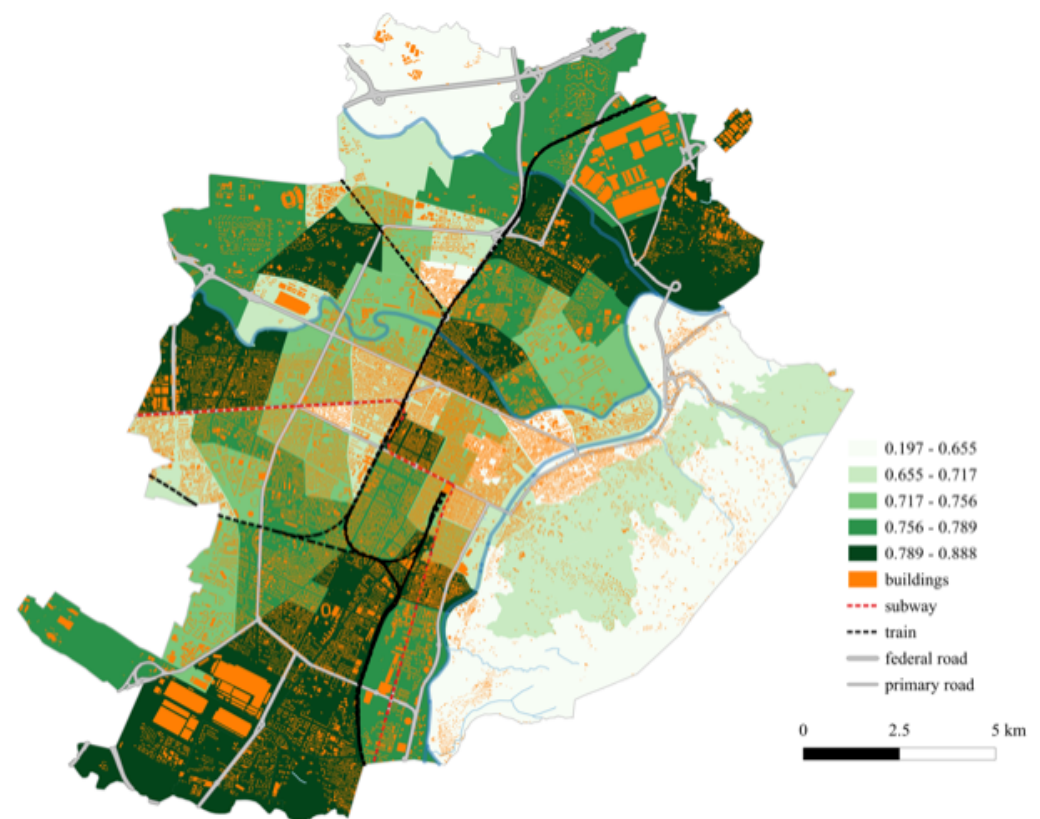 0.197 - 0.655
0.655 - 0.717
0.717 - 0.756
0.756 - 0.789
0.789 - 0.888
buildings
subway
train
federal road
primary road
0 2.5 5 km